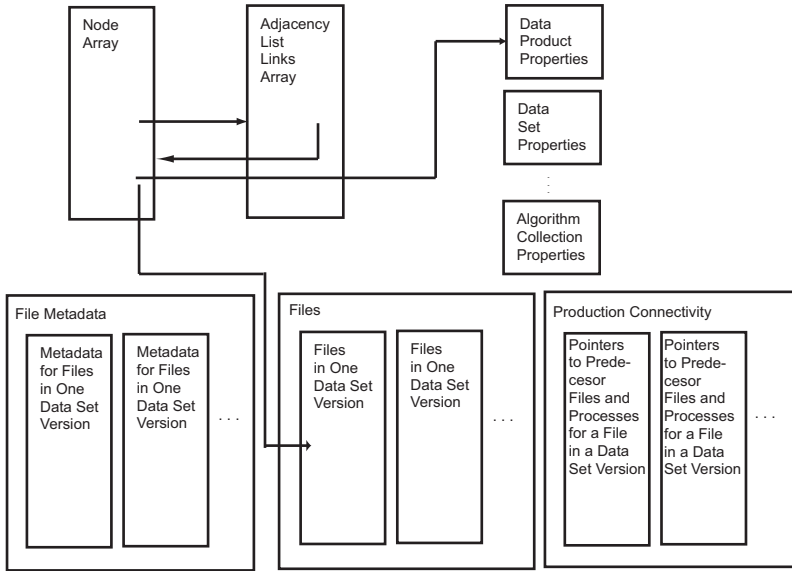 Node
Array
Adjacency
List
Links
Array
Data
Product
Properties
Data
Set
Properties
. . .
Algorithm
Collection
Properties
File Metadata
Metadata
for Files
in One
Data Set
Version
Metadata
for Files
in One
Data Set
Version
. . .
Files
Files
in One
Data Set
Version
Files
in One
Data Set
Version
. . .
Production Connectivity
Pointers
to Prede-
cesor
Files and
Processes
for a File
in a Data
Set Version
Pointers
to Prede-
cesor
Files and
Processes
for a File
in a Data
Set Version
. . .